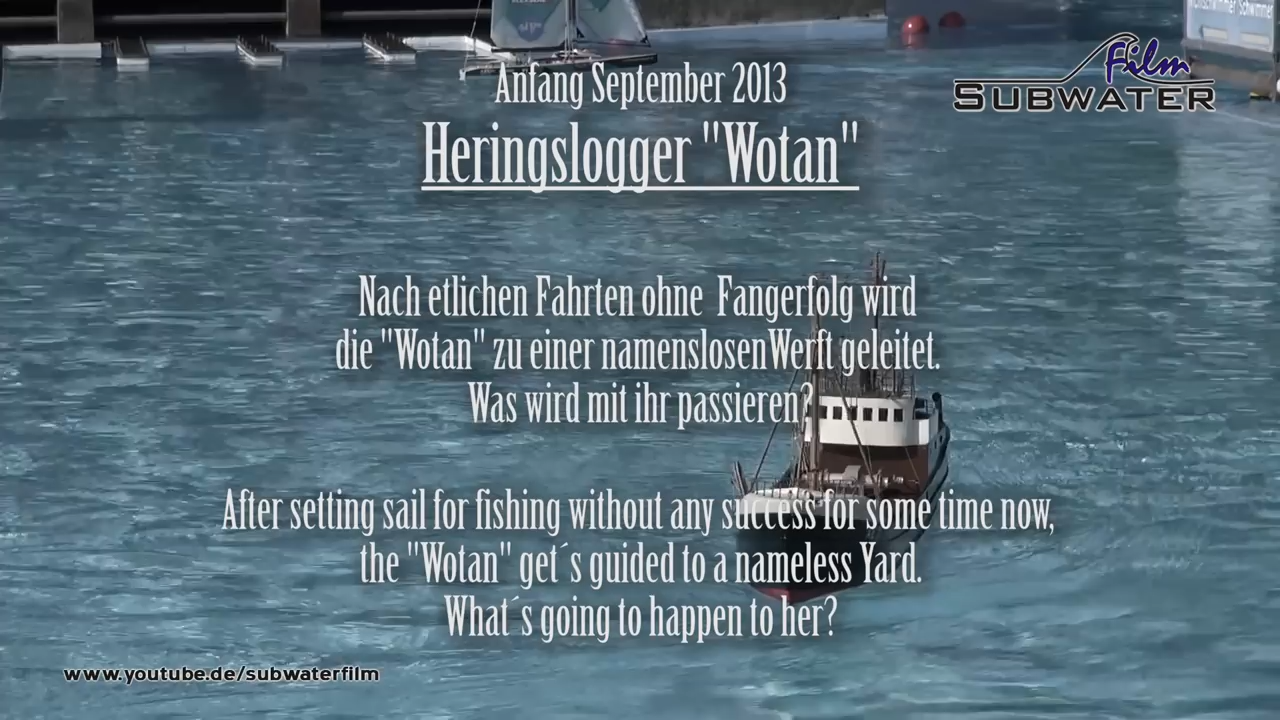 Anfang September 2013
Film
SUBWATER
Heringslogger "Wotan"
Nach etlichen Fahrten ohne Fangerfolg wird
die "Wotan" zu einer namenslosenWerft geleitet.
Was wird mit ihr passieren?
After setting sail for fishing without any success for some time now,
the "Wotan" get´s guided to a nameless Yard.
What´s going to happen to her?
www.youtube.de/subwaterfilm